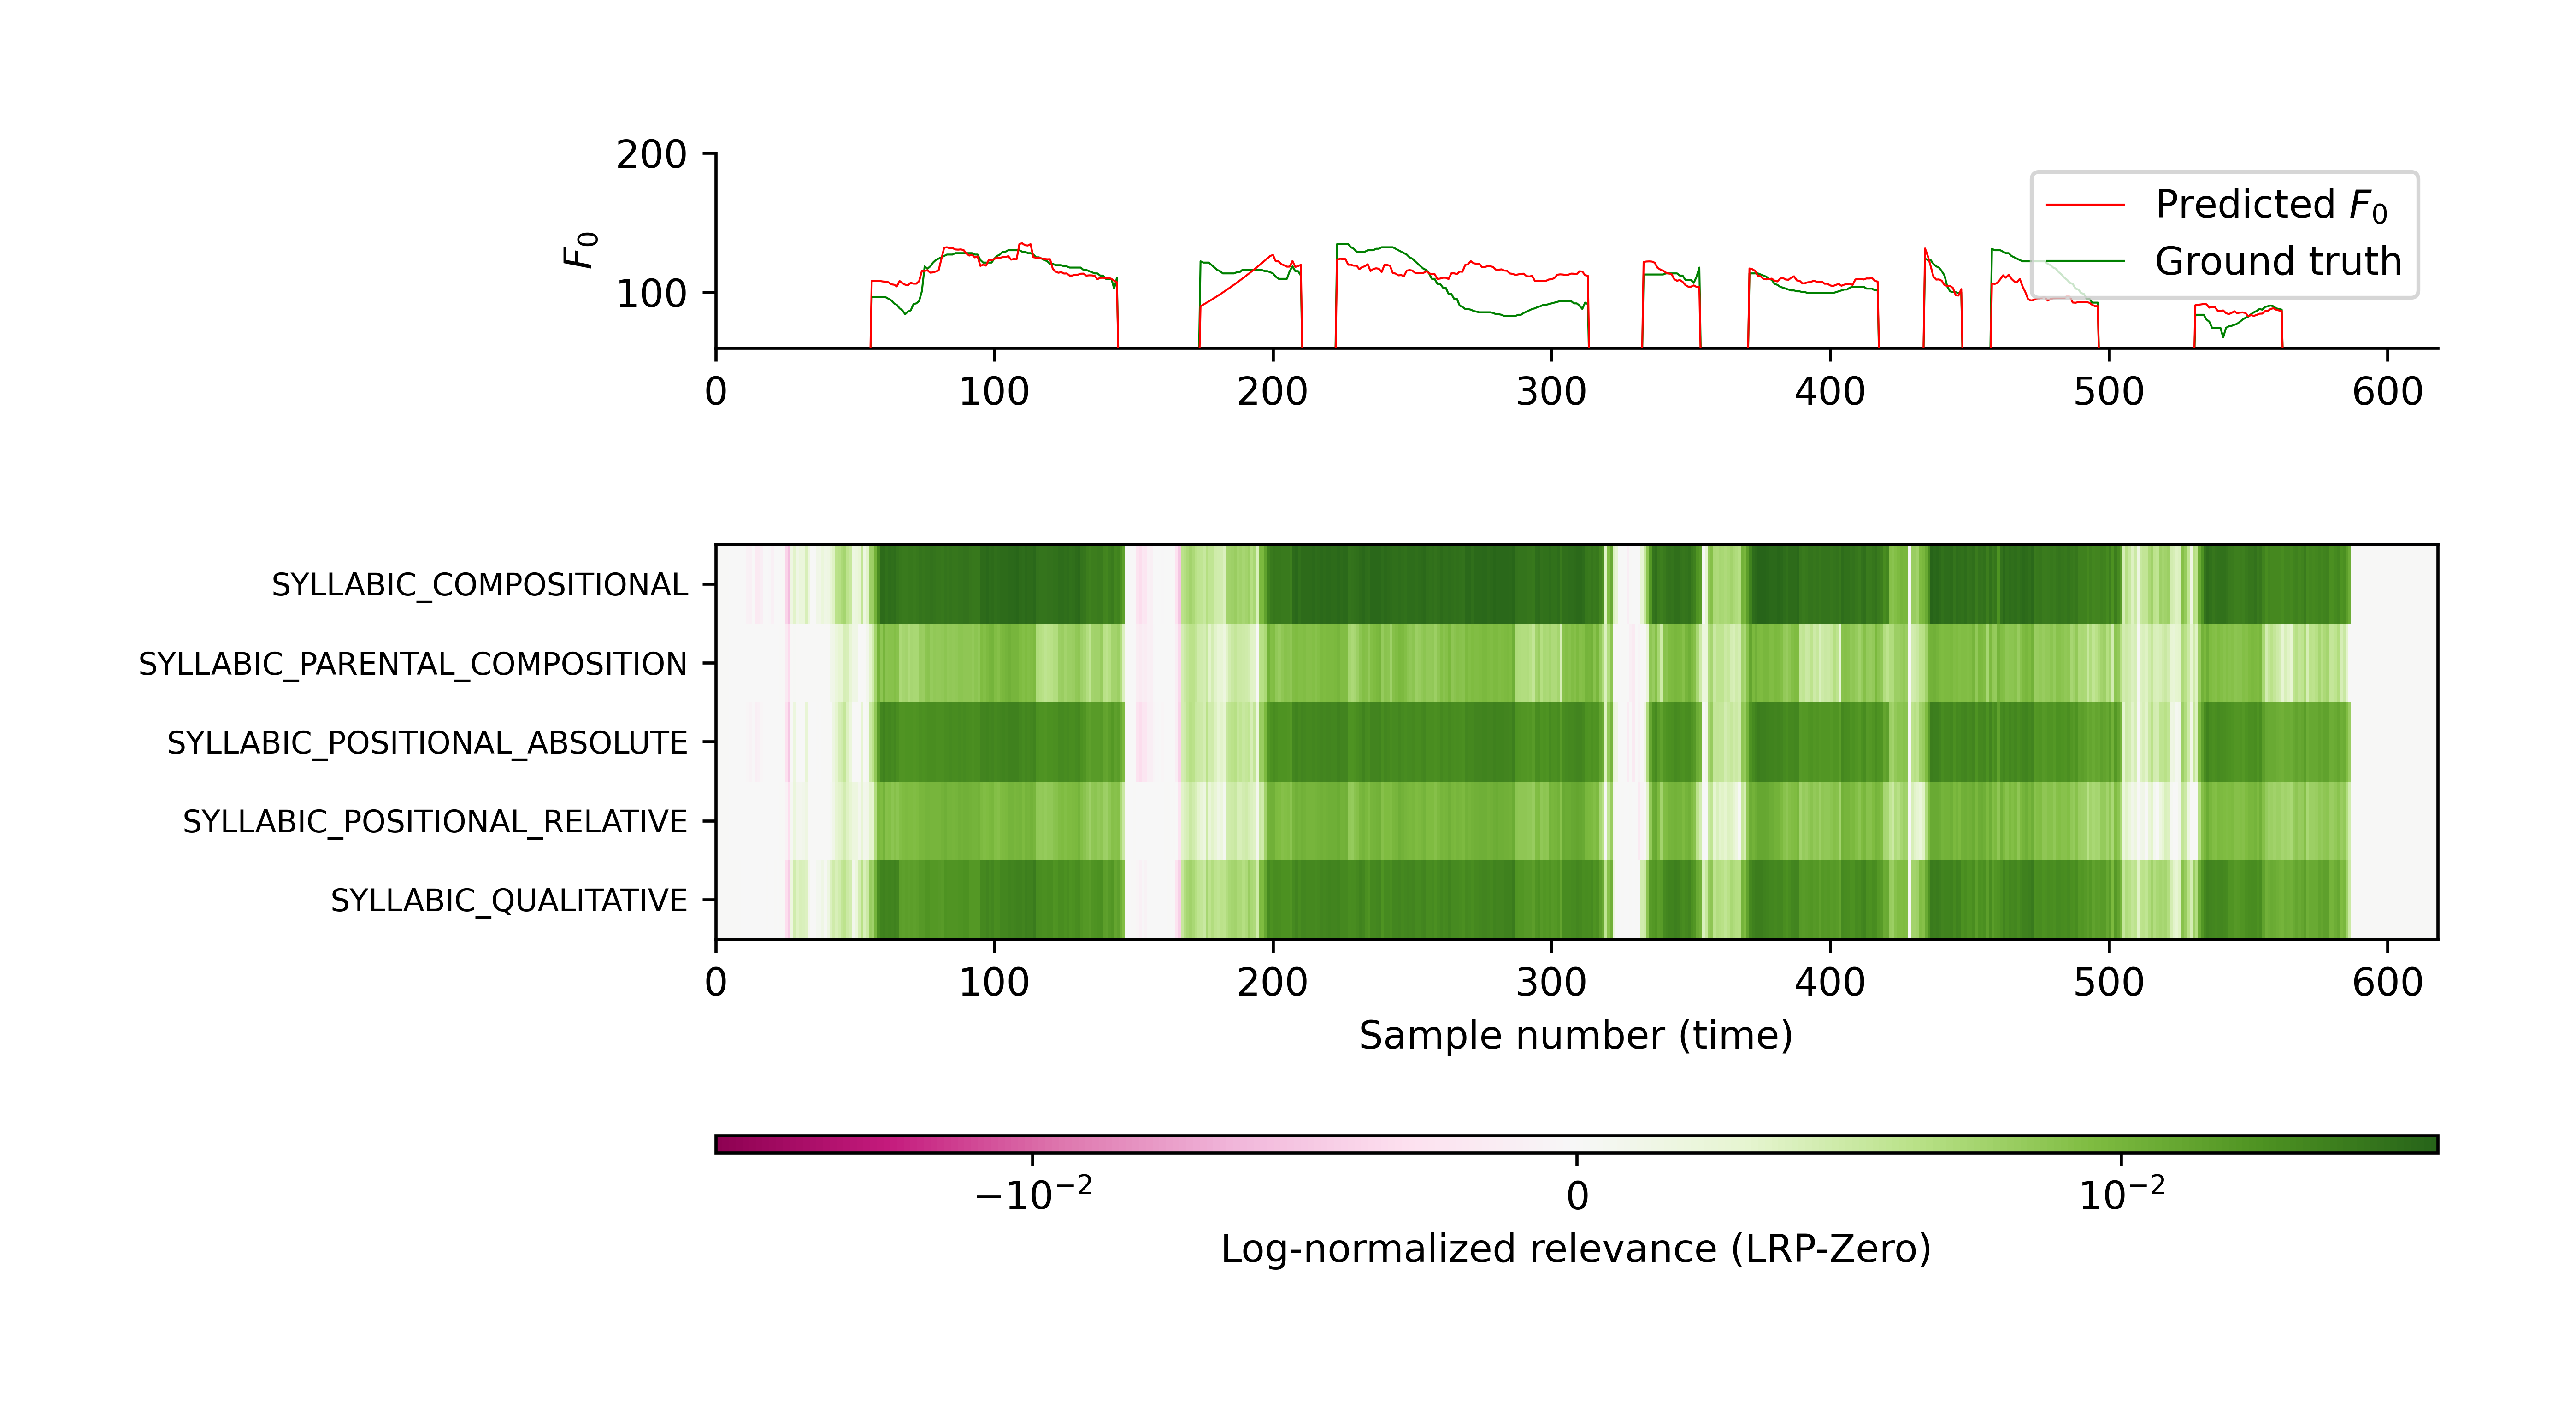 200
F₀
100
Predicted F₀
Ground truth
0 100 200 300 400 500 600
SYLLABIC_COMPOSITIONAL
SYLLABIC_PARENTAL_COMPOSITION
SYLLABIC_POSITIONAL_ABSOLUTE
SYLLABIC_POSITIONAL_RELATIVE
SYLLABIC_QUALITATIVE
0 100 200 300 400 500 600
Sample number (time)
−10⁻² 0 10⁻²
Log-normalized relevance (LRP-Zero)